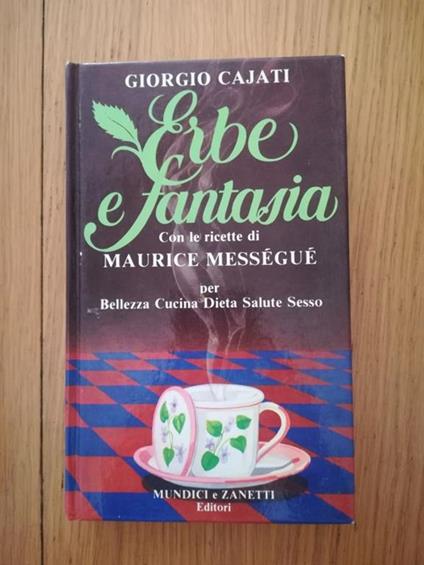 GIORGIO CAJATI
Erbe
e fantasia
Con le ricette di
MAURICE MESSÉGUÉ
per
Bellezza Cucina Dieta Salute Sesso
MUNDICI e ZANETTI
Editori